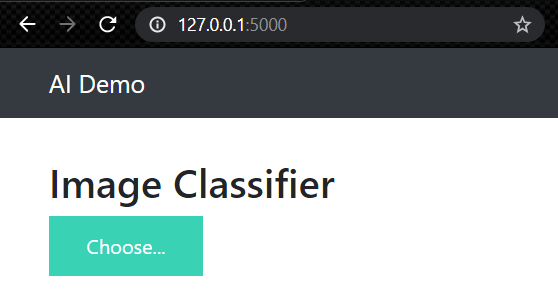 127.0.0.1:5000
AI Demo
Image Classifier
Choose...